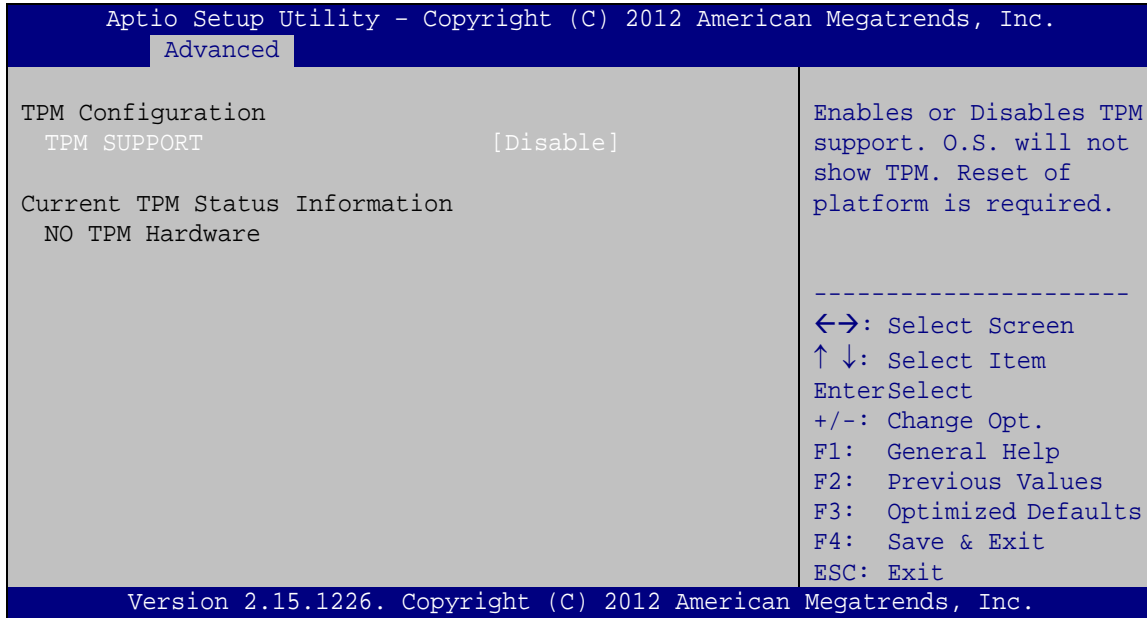 Aptio Setup Utility – Copyright (C) 2012 American Megatrends, Inc.
Advanced
TPM Configuration
TPM SUPPORT [Disable]
Current TPM Status Information
NO TPM Hardware
Enables or Disables TPM
support. O.S. will not
show TPM. Reset of
platform is required.
----------------------
←→: Select Screen
↑ ↓: Select Item
EnterSelect
+/-: Change Opt.
F1: General Help
F2: Previous Values
F3: Optimized Defaults
F4: Save & Exit
ESC: Exit
Version 2.15.1226. Copyright (C) 2012 American Megatrends, Inc.